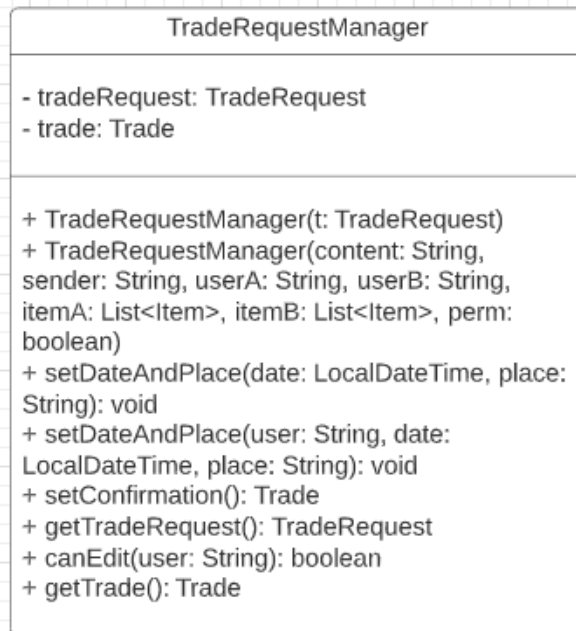 TradeRequestManager
- tradeRequest: TradeRequest
- trade: Trade
+ TradeRequestManager(t: TradeRequest)
+ TradeRequestManager(content: String,
sender: String, userA: String, userB: String,
itemA: List<Item>, itemB: List<Item>, perm:
boolean)
+ setDateAndPlace(date: LocalDateTime, place:
String): void
+ setDateAndPlace(user: String, date:
LocalDateTime, place: String): void
+ setConfirmation(): Trade
+ getTradeRequest(): TradeRequest
+ canEdit(user: String): boolean
+ getTrade(): Trade